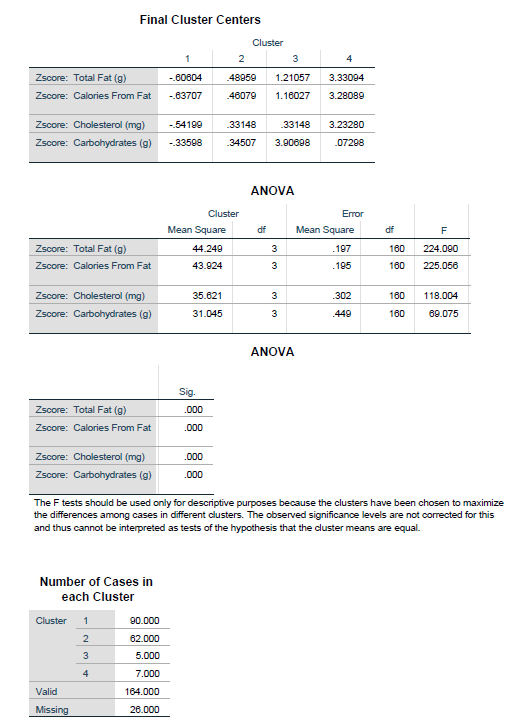 Final Cluster Centers
Cluster
1 2 3 4
Zscore: Total Fat (g) -.60604 .48959 1.21057 3.33094
Zscore: Calories From Fat -.63707 .46079 1.16027 3.28089
Zscore: Cholesterol (mg) -.54199 .33148 .33148 3.23280
Zscore: Carbohydrates (g) -.33598 .34507 3.90698 .07298
ANOVA
Cluster Error
Mean Square df Mean Square df F
Zscore: Total Fat (g) 44.249 3 .197 160 224.090
Zscore: Calories From Fat 43.924 3 .195 160 225.056
Zscore: Cholesterol (mg) 35.621 3 .302 160 118.004
Zscore: Carbohydrates (g) 31.045 3 .449 160 69.075
ANOVA
Sig.
Zscore: Total Fat (g) .000
Zscore: Calories From Fat .000
Zscore: Cholesterol (mg) .000
Zscore: Carbohydrates (g) .000
The F tests should be used only for descriptive purposes because the clusters have been chosen to maximize
the differences among cases in different clusters. The observed significance levels are not corrected for this
and thus cannot be interpreted as tests of the hypothesis that the cluster means are equal.
Number of Cases in
each Cluster
Cluster 1 90.000
2 62.000
3 5.000
4 7.000
Valid 164.000
Missing 26.000